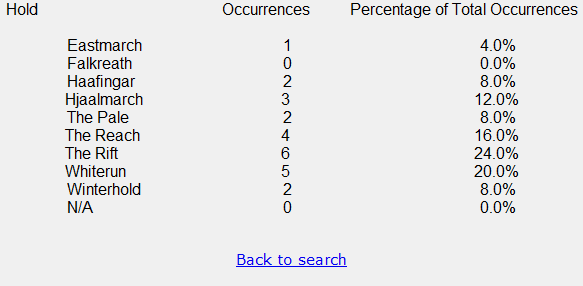 Hold Occurrences Percentage of Total Occurrences
Eastmarch 1 4.0%
Falkreath 0 0.0%
Haafingar 2 8.0%
Hjaalmarch 3 12.0%
The Pale 2 8.0%
The Reach 4 16.0%
The Rift 6 24.0%
Whiterun 5 20.0%
Winterhold 2 8.0%
N/A 0 0.0%
Back to search